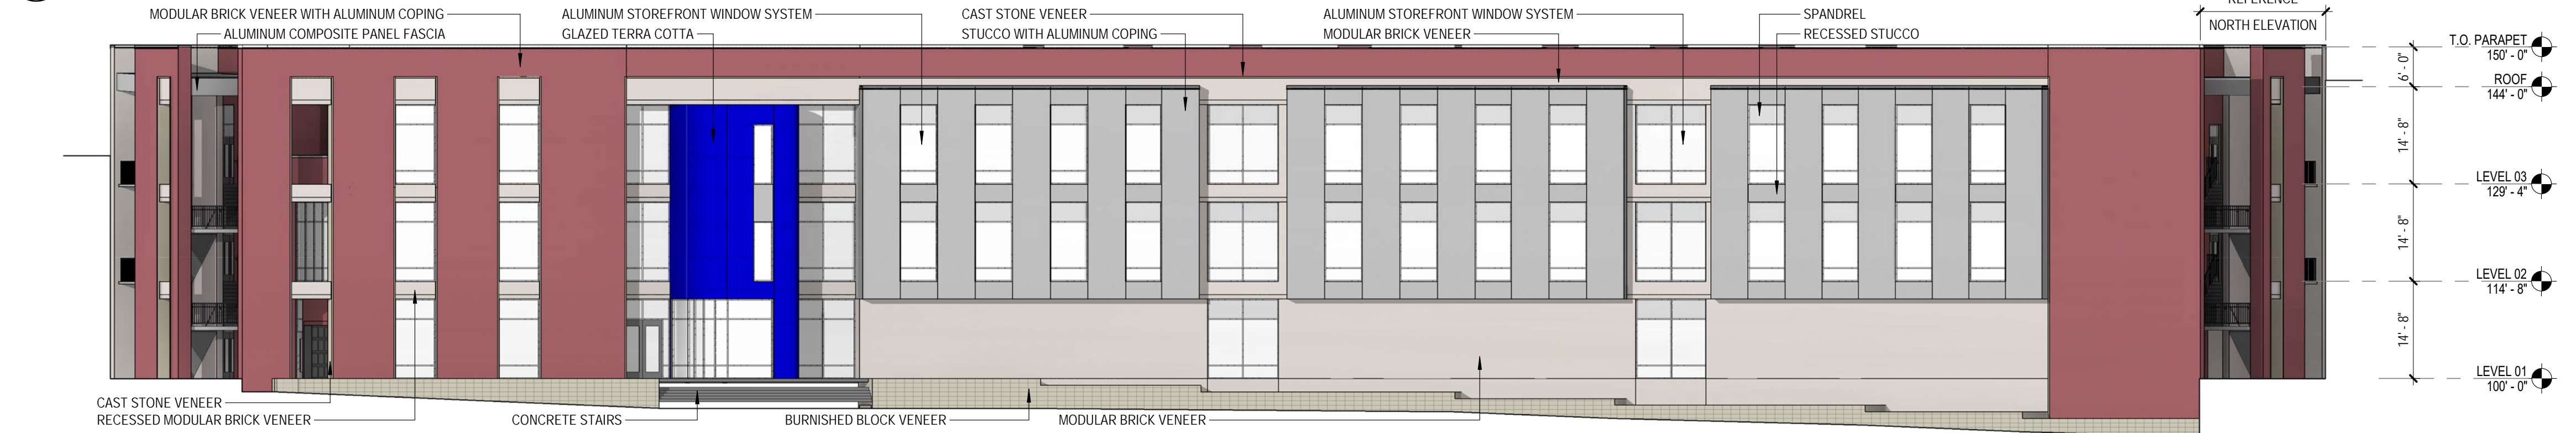 MODULAR BRICK VENEER WITH ALUMINUM COPING
ALUMINUM COMPOSITE PANEL FASCIA
ALUMINUM STOREFRONT WINDOW SYSTEM
GLAZED TERRA COTTA
CAST STONE VENEER
STUCCO WITH ALUMINUM COPING
ALUMINUM STOREFRONT WINDOW SYSTEM
MODULAR BRICK VENEER
SPANDREL
RECESSED STUCCO
REFERENCE
NORTH ELEVATION
T.O. PARAPET
150' - 0"
6' - 0"
ROOF
144' - 0"
14' - 8"
LEVEL 03
129' - 4"
14' - 8"
LEVEL 02
114' - 8"
14' - 8"
LEVEL 01
100' - 0"
CAST STONE VENEER
RECESSED MODULAR BRICK VENEER
CONCRETE STAIRS
BURNISHED BLOCK VENEER
MODULAR BRICK VENEER